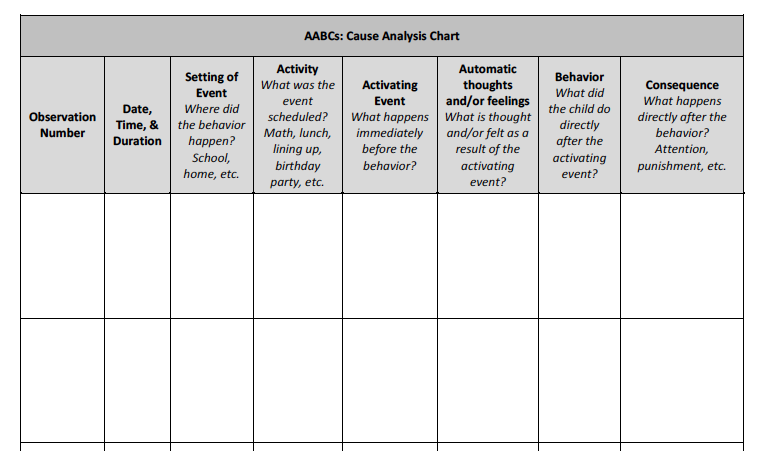 AABCs: Cause Analysis Chart
Observation
Number
Date,
Time, &
Duration
Setting of
Event
Where did
the behavior
happen?
School,
home, etc.
Activity
What was the
event
scheduled?
Math, lunch,
lining up,
birthday
party, etc.
Activating
Event
What happens
immediately
before the
behavior?
Automatic
thoughts
and/or feelings
What is thought
and/or felt as a
result of the
activating
event?
Behavior
What did
the child do
directly
after the
activating
event?
Consequence
What happens
directly after the
behavior?
Attention,
punishment, etc.